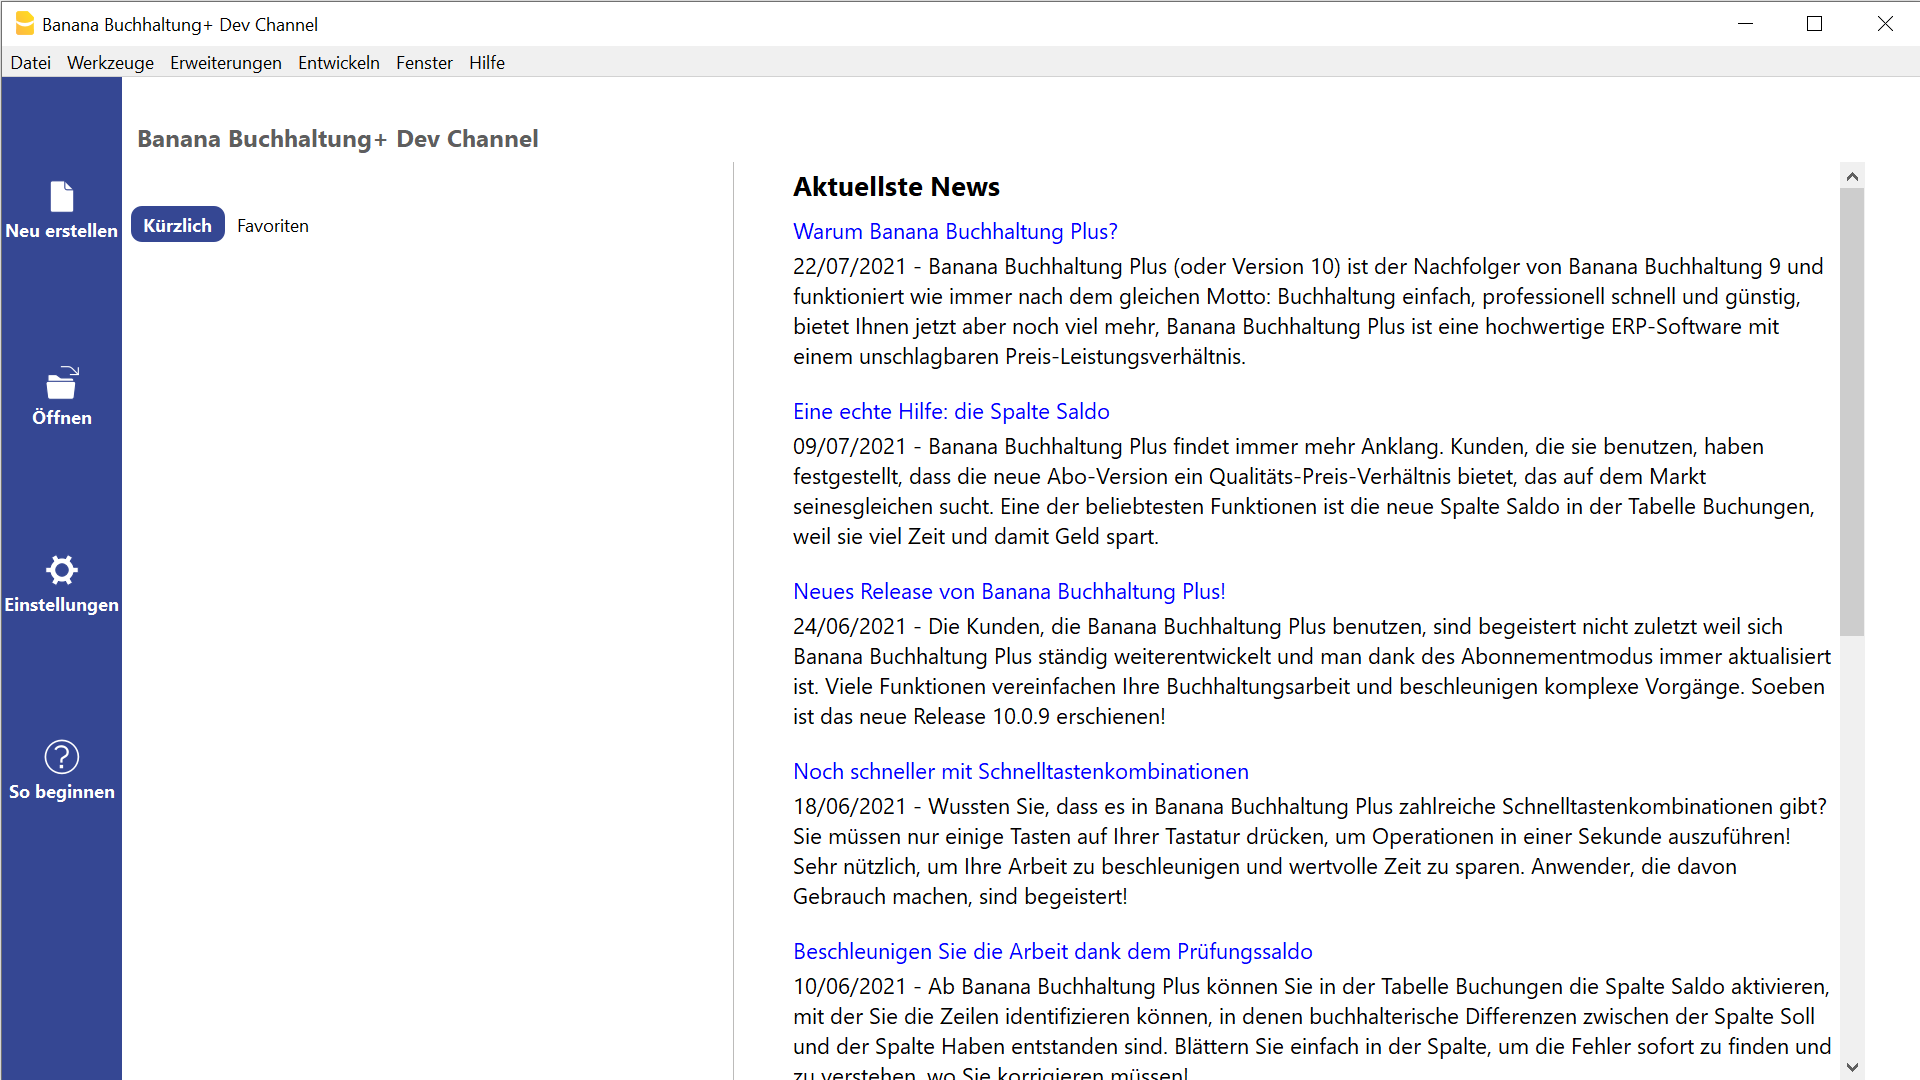 Banana Buchhaltung+ Dev Channel
Datei Werkzeuge Erweiterungen Entwickeln Fenster Hilfe
Neu erstellen
Öffnen
Einstellungen
So beginnen
Banana Buchhaltung+ Dev Channel
Kürzlich Favoriten
Aktuellste News
Warum Banana Buchhaltung Plus?
22/07/2021 - Banana Buchhaltung Plus (oder Version 10) ist der Nachfolger von Banana Buchhaltung 9 und
funktioniert wie immer nach dem gleichen Motto: Buchhaltung einfach, professionell schnell und günstig,
bietet Ihnen jetzt aber noch viel mehr, Banana Buchhaltung Plus ist eine hochwertige ERP-Software mit
einem unschlagbaren Preis-Leistungsverhältnis.
Eine echte Hilfe: die Spalte Saldo
09/07/2021 - Banana Buchhaltung Plus findet immer mehr Anklang. Kunden, die sie benutzen, haben
festgestellt, dass die neue Abo-Version ein Qualitäts-Preis-Verhältnis bietet, das auf dem Markt
seinesgleichen sucht. Eine der beliebtesten Funktionen ist die neue Spalte Saldo in der Tabelle Buchungen,
weil sie viel Zeit und damit Geld spart.
Neues Release von Banana Buchhaltung Plus!
24/06/2021 - Die Kunden, die Banana Buchhaltung Plus benutzen, sind begeistert nicht zuletzt weil sich
Banana Buchhaltung Plus ständig weiterentwickelt und man dank des Abonnementmodus immer aktualisiert
ist. Viele Funktionen vereinfachen Ihre Buchhaltungsarbeit und beschleunigen komplexe Vorgänge. Soeben
ist das neue Release 10.0.9 erschienen!
Noch schneller mit Schnelltastenkombinationen
18/06/2021 - Wussten Sie, dass es in Banana Buchhaltung Plus zahlreiche Schnelltastenkombinationen gibt?
Sie müssen nur einige Tasten auf Ihrer Tastatur drücken, um Operationen in einer Sekunde auszuführen!
Sehr nützlich, um Ihre Arbeit zu beschleunigen und wertvolle Zeit zu sparen. Anwender, die davon
Gebrauch machen, sind begeistert!
Beschleunigen Sie die Arbeit dank dem Prüfungssaldo
10/06/2021 - Ab Banana Buchhaltung Plus können Sie in der Tabelle Buchungen die Spalte Saldo aktivieren,
mit der Sie die Zeilen identifizieren können, in denen buchhalterische Differenzen zwischen der Spalte Soll
und der Spalte Haben entstanden sind. Blättern Sie einfach in der Spalte, um die Fehler sofort zu finden und
zu verstehen, wo Sie korrigieren müssen!